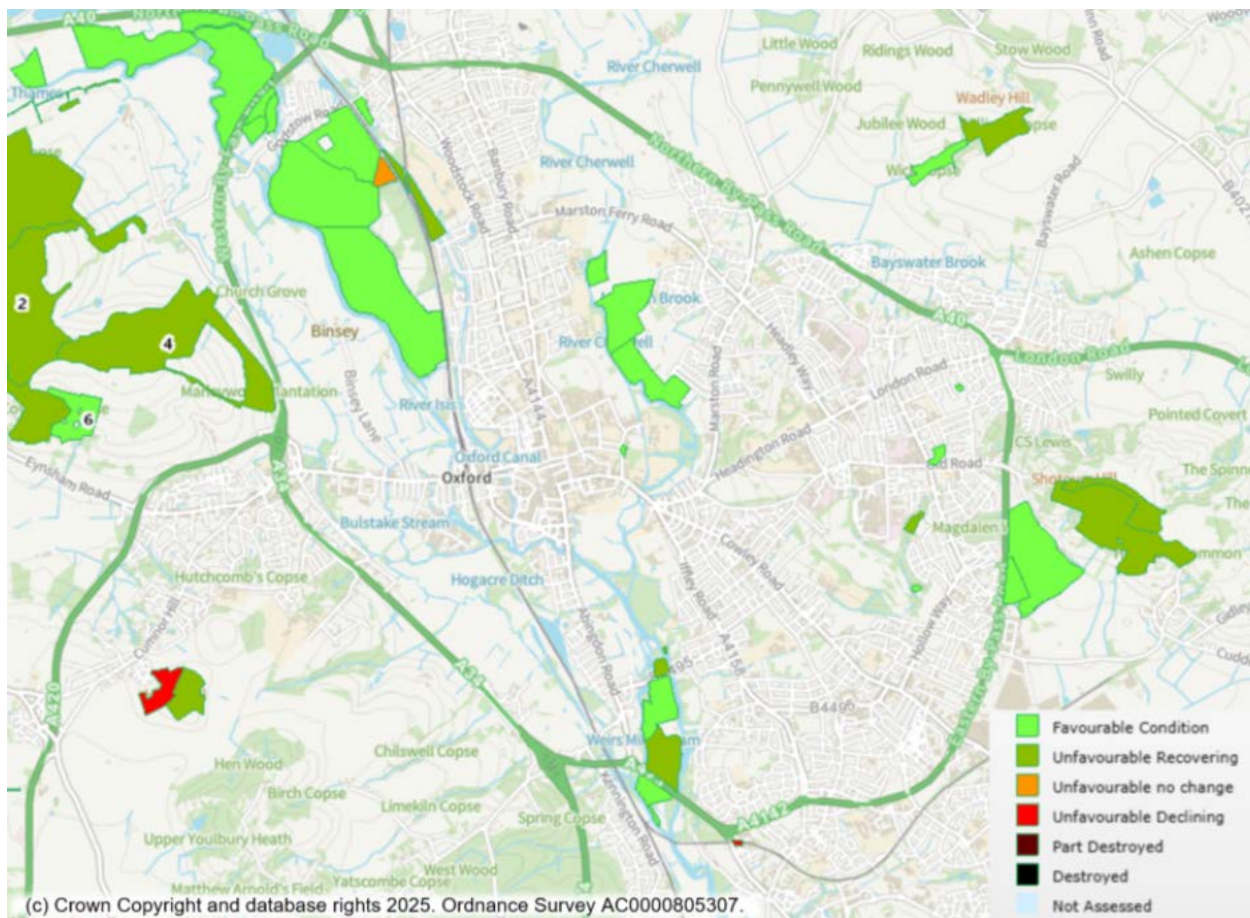 A40
Northern By-Pass Road
Little Wood
Ridings Wood
Stow Wood
River Cherwell
Pennywell Wood
Thames
Wadley Hill
Jubilee Wood
Godstow Road
Woodstock Road
Banbury Road
River Cherwell
Northern By-Pass Road
Bayswater Road
Marston Ferry Road
Western By-Pass Road
Bayswater Brook
Ashen Copse
Church Grove
2
Brook
Binsey
4
River Cherwell
Headley Way
A40
London Road
Swilly
Marston Road
London Road
6
Binsey Lane
River Isis
A4144
Pointed Covert
Eynsham Road
A34
Oxford Canal
Headington Road
CS Lewis
Oxford
Old Road
The Spinney
Bulstake Stream
Magdalen
Cowley Road
Hutchcomb's Copse
Hogacre Ditch
Iffley Road
Cumnor Hill
Abingdon Road
A4158
Hollow Way
Eastern By-Pass Road
A34
A420
B4495
Chilswell Copse
Hen Wood
Birch Copse
Limekiln Copse
Kennington Road
Spring Copse
A4142
Upper Youlbury Heath
West Wood
Matthew Arnold's Field
Yatscombe Copse
Favourable Condition
Unfavourable Recovering
Unfavourable no change
Unfavourable Declining
Part Destroyed
Destroyed
Not Assessed
(c) Crown Copyright and database rights 2025. Ordnance Survey AC0000805307.